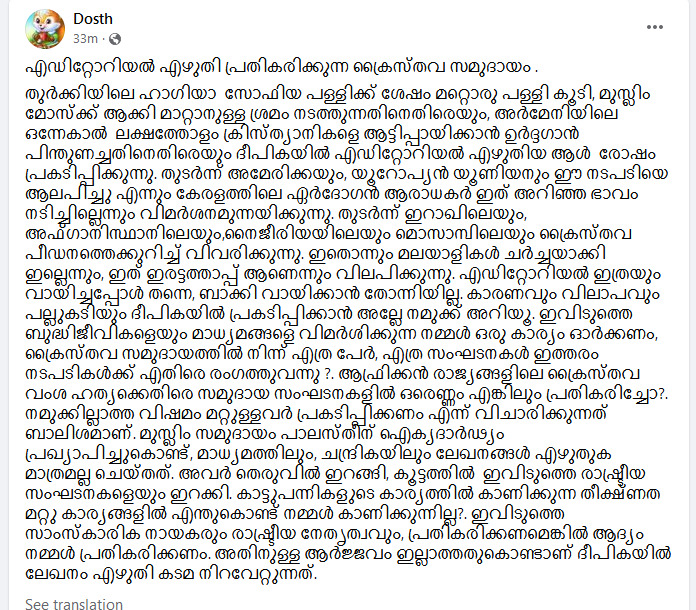 Dosth
33m
എഡിറ്റോറിയൽ എഴുതി പ്രതികരിക്കുന്ന ക്രൈസ്തവ സമുദായം .
തുർക്കിയിലെ ഹാഗിയാ സോഫിയ പള്ളിക്ക് ശേഷം മറ്റൊരു പള്ളി കൂടി, മുസ്ലിം
മോസ്ക്ക് ആക്കി മാറ്റാനുള്ള ശ്രമം നടത്തുന്നതിനെതിരെയും, അർമേനിയിലെ
ഒന്നേകാൽ ലക്ഷത്തോളം ക്രിസ്ത്യാനികളെ ആട്ടിപ്പായിക്കാൻ ഉർദ്ദുഗാൻ
പിന്തുണച്ചതിനെതിരെയും ദീപികയിൽ എഡിറ്റോറിയൽ എഴുതിയ ആൾ രോഷം
പ്രകടിപ്പിക്കുന്നു. തുടർന്ന് അമേരിക്കയും, യൂറോപ്യൻ യൂണിയനും ഈ നടപടിയെ
ആലപിച്ചു എന്നും കേരളത്തിലെ ഏർദോഗൻ ആരാധകർ ഇത് അറിഞ്ഞ ഭാവം
നടിച്ചില്ലെന്നും വിമർശനമുന്നയിക്കുന്നു. തുടർന്ന് ഇറാഖിലെയും,
അഫ്ഗാനിസ്ഥാനിലെയും,നൈജീരിയയിലെയും മൊസാമ്പിലെയും ക്രൈസ്തവ
പീഡനത്തെക്കുറിച്ച് വിവരിക്കുന്നു. ഇതൊന്നും മലയാളികൾ ചർച്ചയാക്കി
ഇല്ലെന്നും, ഇത് ഇരട്ടത്താപ്പ് ആണെന്നും വിലപിക്കുന്നു. എഡിറ്റോറിയൽ ഇത്രയും
വായിച്ചപ്പോൾ തന്നെ, ബാക്കി വായിക്കാൻ തോന്നിയില്ല, കാരണവും വിലാപവും
പല്ലുകടിയും ദീപികയിൽ പ്രകടിപ്പിക്കാൻ അല്ലേ നമുക്ക് അറിയൂ. ഇവിടുത്തെ
ബുദ്ധിജീവികളെയും മാധ്യമങ്ങളെ വിമർശിക്കുന്ന നമ്മൾ ഒരു കാര്യം ഓർക്കണം,
ക്രൈസ്തവ സമുദായത്തിൽ നിന്ന് എത്ര പേർ, എത്ര സംഘടനകൾ ഇത്തരം
നടപടികൾക്ക് എതിരെ രംഗത്തുവന്നു ?. ആഫ്രിക്കൻ രാജ്യങ്ങളിലെ ക്രൈസ്തവ
വംശ ഹത്യക്കെതിരെ സമുദായ സംഘടനകളിൽ ഒരെണ്ണം എങ്കിലും പ്രതികരിച്ചോ?.
നമുക്കില്ലാത്ത വിഷമം മറ്റുള്ളവർ പ്രകടിപ്പിക്കണം എന്ന് വിചാരിക്കുന്നത്
ബാലിശമാണ്. മുസ്ലിം സമുദായം പാലസ്തീന് ഐക്യദാർഢ്യം
പ്രഖ്യാപിച്ചുകൊണ്ട്, മാധ്യമത്തിലും, ചന്ദ്രികയിലും ലേഖനങ്ങൾ എഴുതുക
മാത്രമല്ല ചെയ്തത്. അവർ തെരുവിൽ ഇറങ്ങി, കൂട്ടത്തിൽ ഇവിടുത്തെ രാഷ്ട്രീയ
സംഘടനകളെയും ഇറക്കി. കാട്ടുപന്നികളുടെ കാര്യത്തിൽ കാണിക്കുന്ന തീക്ഷ്ണത
മറ്റു കാര്യങ്ങളിൽ എന്തുകൊണ്ട് നമ്മൾ കാണിക്കുന്നില്ല?. ഇവിടുത്തെ
സാംസ്കാരിക നായകരും രാഷ്ട്രീയ നേതൃത്വവും, പ്രതികരിക്കണമെങ്കിൽ ആദ്യം
നമ്മൾ പ്രതികരിക്കണം. അതിനുള്ള ആർജ്ജവം ഇല്ലാത്തതുകൊണ്ടാണ് ദീപികയിൽ
ലേഖനം എഴുതി കടമ നിറവേറ്റുന്നത്.
See translation